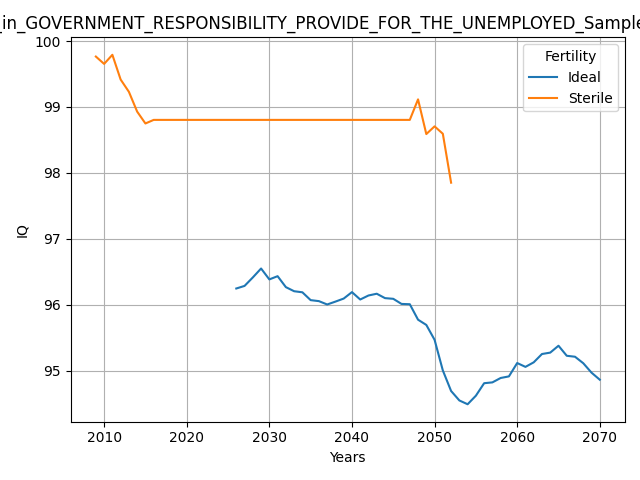 _in_GOVERNMENT_RESPONSIBILITY_PROVIDE_FOR_THE_UNEMPLOYED_Sample
Fertility
Ideal
Sterile
100
99
98
97
96
95
IQ
2010 2020 2030 2040 2050 2060 2070
Years